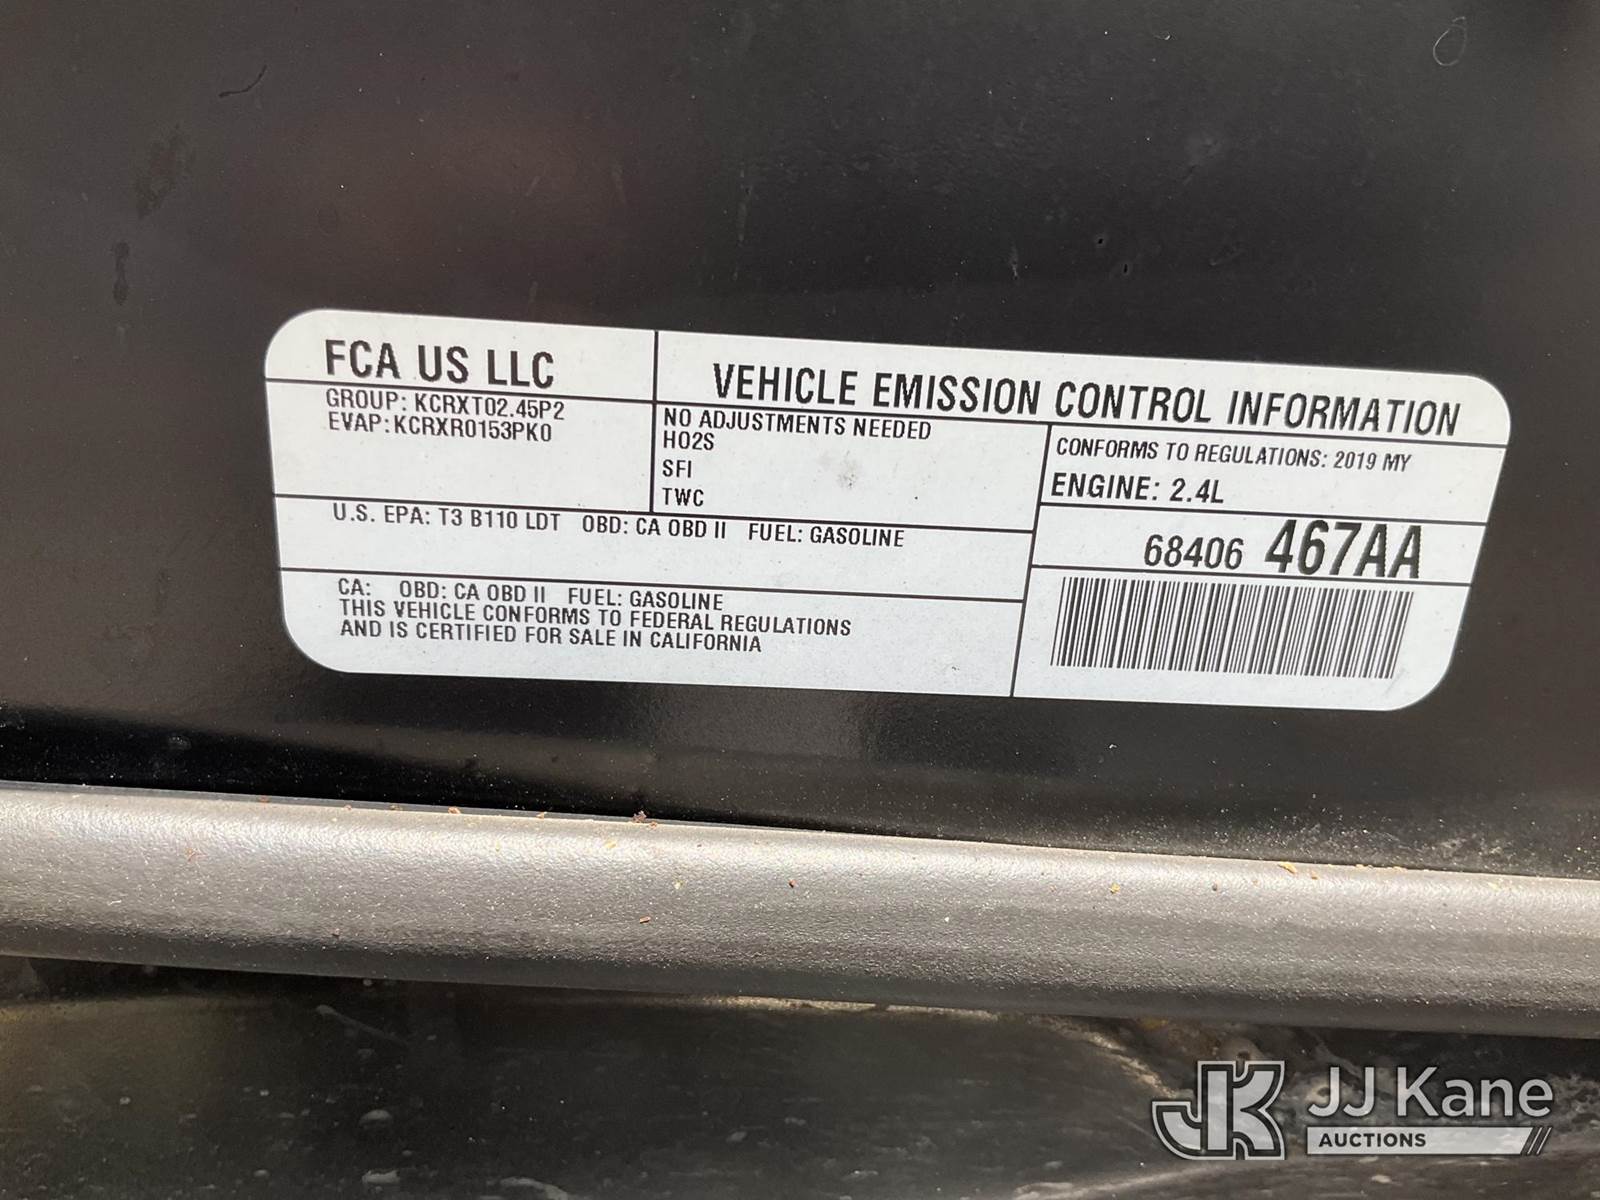 FCA US LLC
VEHICLE EMISSION CONTROL INFORMATION
GROUP: KCRXT02.45P2
EVAP:KCRXR0153PK0
NO ADJUSTMENTS NEEDED
HO2S
SFI
TWC
CONFORMS TO REGULATIONS: 2019 MY
ENGINE: 2.4L
U.S. EPA: T3 B110 LDT OBD: CA OBD II FUEL: GASOLINE
68406 467AA
CA: OBD: CA OBD II FUEL: GASOLINE
THIS VEHICLE CONFORMS TO FEDERAL REGULATIONS
AND IS CERTIFIED FOR SALE IN CALIFORNIA
JK JJ Kane
AUCTIONS